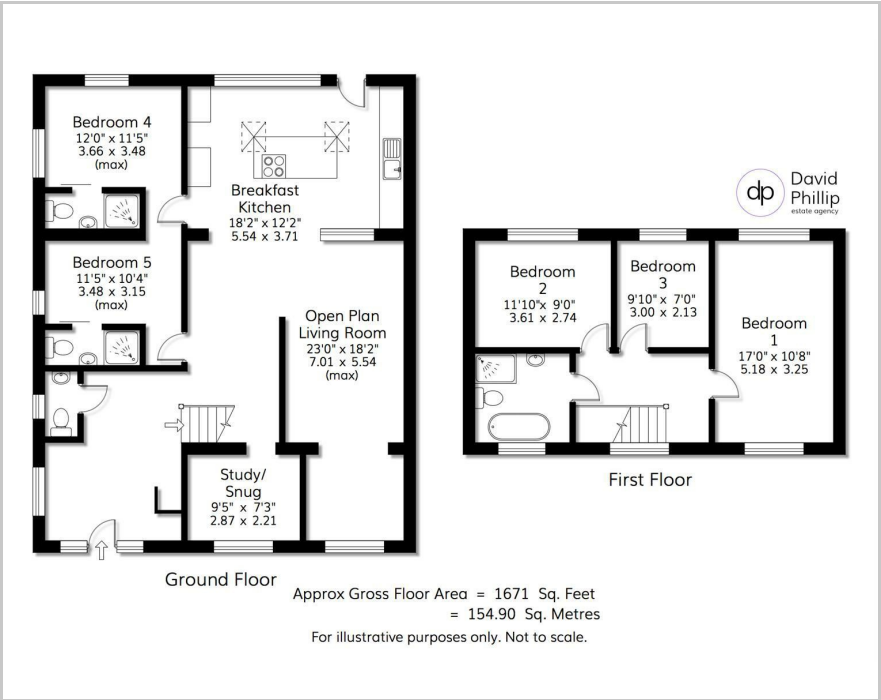 Bedroom 4
12'0" x 11'5"
3.66 x 3.48
(max)
Breakfast
Kitchen
18'2" x 12'2"
5.54 x 3.71
Bedroom 5
11'5" x 10'4"
3.48 x 3.15
(max)
Open Plan
Living Room
23'0" x 18'2"
7.01 x 5.54
(max)
Study/
Snug
9'5" x 7'3"
2.87 x 2.21
Ground Floor
dp
David
Phillip
estate agency
Bedroom
2
11'10"x 9'0"
3.61 x 2.74
Bedroom
3
9'10" x 7'0"
3.00 x 2.13
Bedroom
1
17'0" x 10'8"
5.18 x 3.25
First Floor
Approx Gross Floor Area = 1671 Sq. Feet
= 154.90 Sq. Metres
For illustrative purposes only. Not to scale.